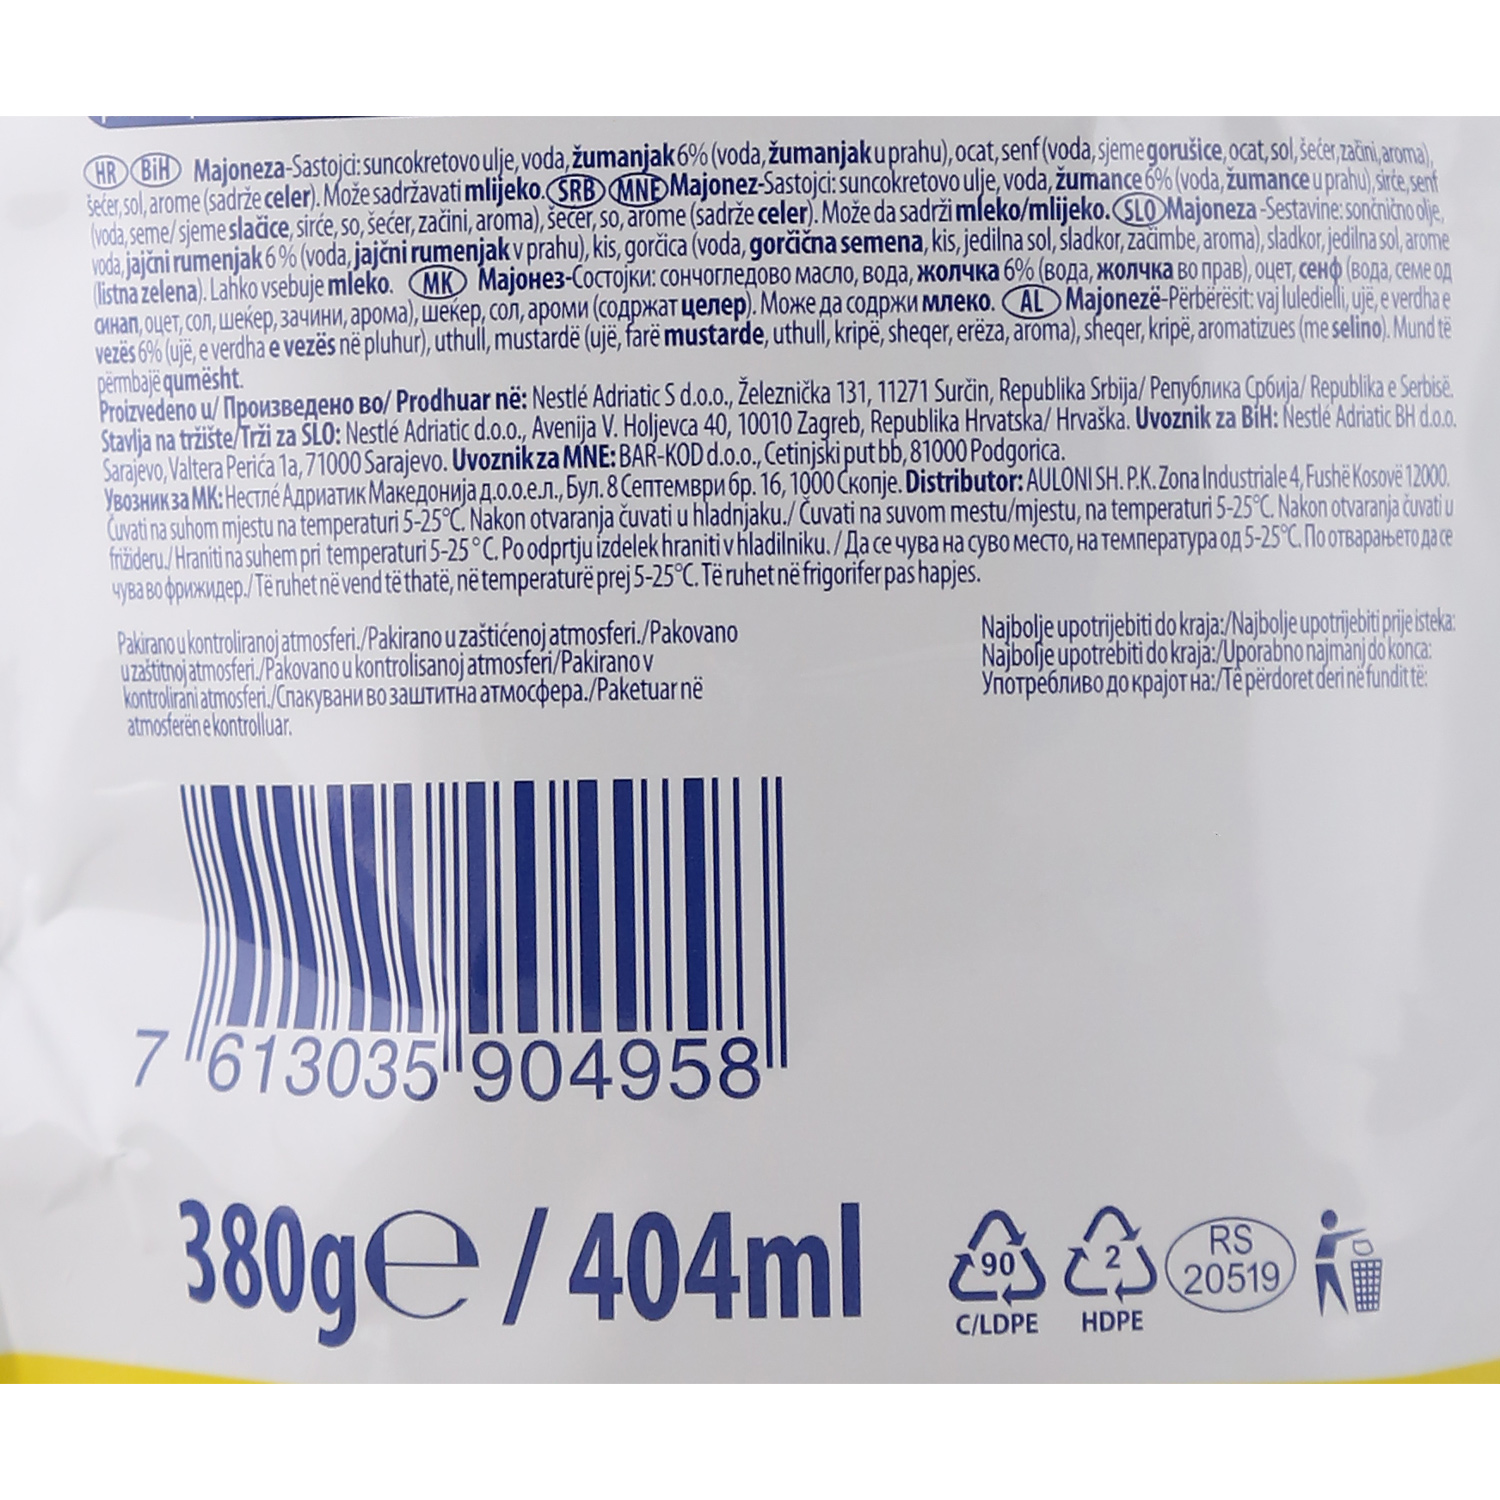 HR BiH Majoneza-Sastojci: suncokretovo ulje, voda, žumanjak 6% (voda, žumanjak u prahu), ocat, senf (voda, sjeme gorušice, ocat, sol, šećer, začini, aroma),
šećer, sol, arome (sadrže celer). Može sadržavati mlijeko. SRB MNE Majonez-Sastojci: suncokretovo ulje, voda, žumance 6% (voda, žumance u prahu), sirće, senf
(voda, seme/ sjeme slačice, sirće, so, šećer, začini, aroma), šećer, so, arome (sadrže celer). Može da sadrži mleko/mlijeko. SLO Majoneza -Sestavine: sončnično olje,
voda, jajčni rumenjak 6 % (voda, jajčni rumenjak v prahu), kis, gorčica (voda, gorčična semena, kis, jedilna sol, sladkor, začimbe, aroma), sladkor, jedilna sol, arome
(listna zelena). Lahko vsebuje mleko. MK Мајонез-Состојки: сончогледово масло, вода, жолчка 6% (вода, жолчка во прав), оцет, сенф (вода, семе од
синап, оцет, сол, шеќер, зачини, арома), шеќер, сол, ароми (содржат целер). Може да содржи млеко. AL Majonezë-Përbërësit: vaj luledielli, ujë, e verdha e
vezës 6% (ujë, e verdha e vezës në pluhur), uthull, mustardë (ujë, farë mustarde, uthull, kripë, sheqer, erëza, aroma), sheqer, kripë, aromatizues (me selino). Mund të
përmbajë qumësht.
Proizvedeno u/ Произведено во/ Prodhuar në: Nestlé Adriatic S d.o.o., Železnička 131, 11271 Surčin, Republika Srbija/ Република Србија/ Republika e Serbisë.
Stavlja na tržište/Trži za SLO: Nestlé Adriatic d.o.o., Avenija V. Holjevca 40, 10010 Zagreb, Republika Hrvatska/ Hrvaška. Uvoznik za BiH: Nestlé Adriatic BH d.o.o.
Sarajevo, Valtera Perića 1a, 71000 Sarajevo. Uvoznik za MNE: BAR-KOD d.o.o., Cetinjski put bb, 81000 Podgorica.
Увозник за МК: Нестле́ Адриатик Македонија д.о.о.е.л., Бул. 8 Септември бр. 16, 1000 Скопје. Distributor: AULONI SH. P.K. Zona Industriale 4, Fushë Kosovë 12000.
Čuvati na suhom mjestu na temperaturi 5-25°C. Nakon otvaranja čuvati u hladnjaku./ Čuvati na suvom mestu/mjestu, na temperaturi 5-25°C. Nakon otvaranja čuvati u
frižideru./ Hraniti na suhem pri temperaturi 5-25 °C. Po odprtju izdelek hraniti v hladilniku. / Да се чува на суво место, на температура од 5-25°C. По отварањето да се
чува во фрижидер./ Të ruhet në vend të thatë, në temperaturë prej 5-25°C. Të ruhet në frigorifer pas hapjes.
Pakirano u kontroliranoj atmosferi./Pakirano u zaštićenoj atmosferi./Pakovano
u zaštitnoj atmosferi./Pakovano u kontrolisanoj atmosferi/Pakirano v
kontrolirani atmosferi./Спакувани во заштитна атмосфера./Paketuar në
atmosferën e kontrolluar.
Najbolje upotrijebiti do kraja:/Najbolje upotrijebiti prije isteka:
Najbolje upotrebiti do kraja:/Uporabno najmanj do konca:
Употребливо до крајот на:/Të përdoret deri në fundit të:
7 613035 904958
380g℮ / 404ml
90
C/LDPE
2
HDPE
RS
20519